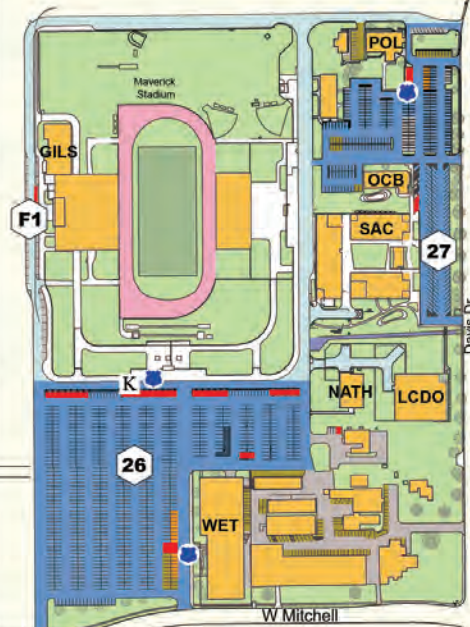 POL
Maverick
Stadium
GILS
OCB
F1
SAC
27
Davis Dr
K
NATH
LCDO
26
WET
W Mitchell